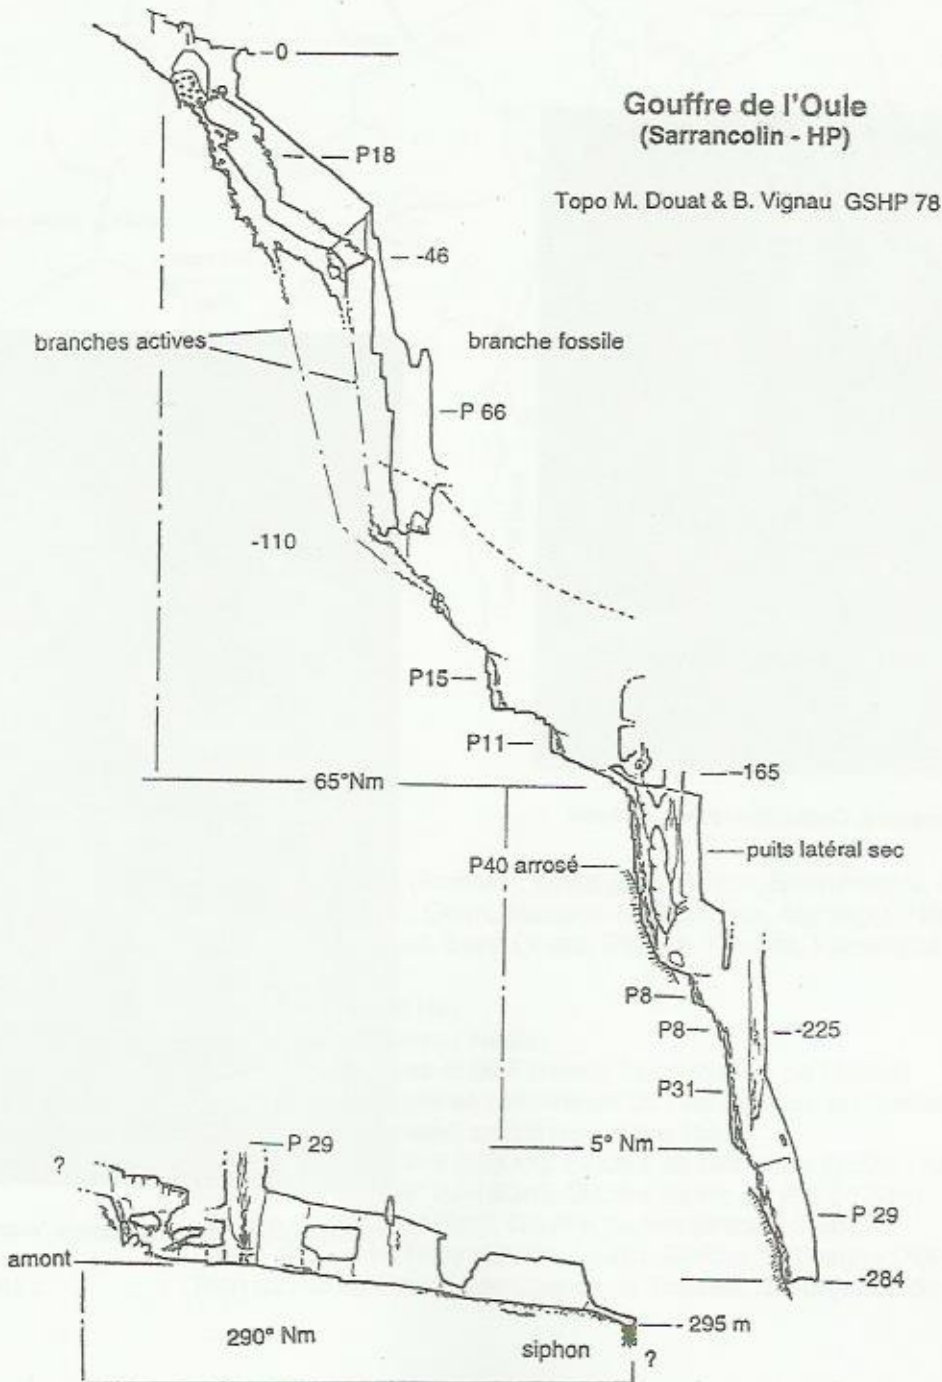 0
Gouffre de l'Oule
(Sarrancolin - HP)
P18
Topo M. Douat & B. Vignau GSHP 78
-46
branches actives
branche fossile
P 66
-110
P15
P11
-165
65°Nm
puits latéral sec
P40 arrosé
P8
P8
-225
P31
P 29
5° Nm
?
P 29
amont
-284
290° Nm
- 295 m
siphon
?